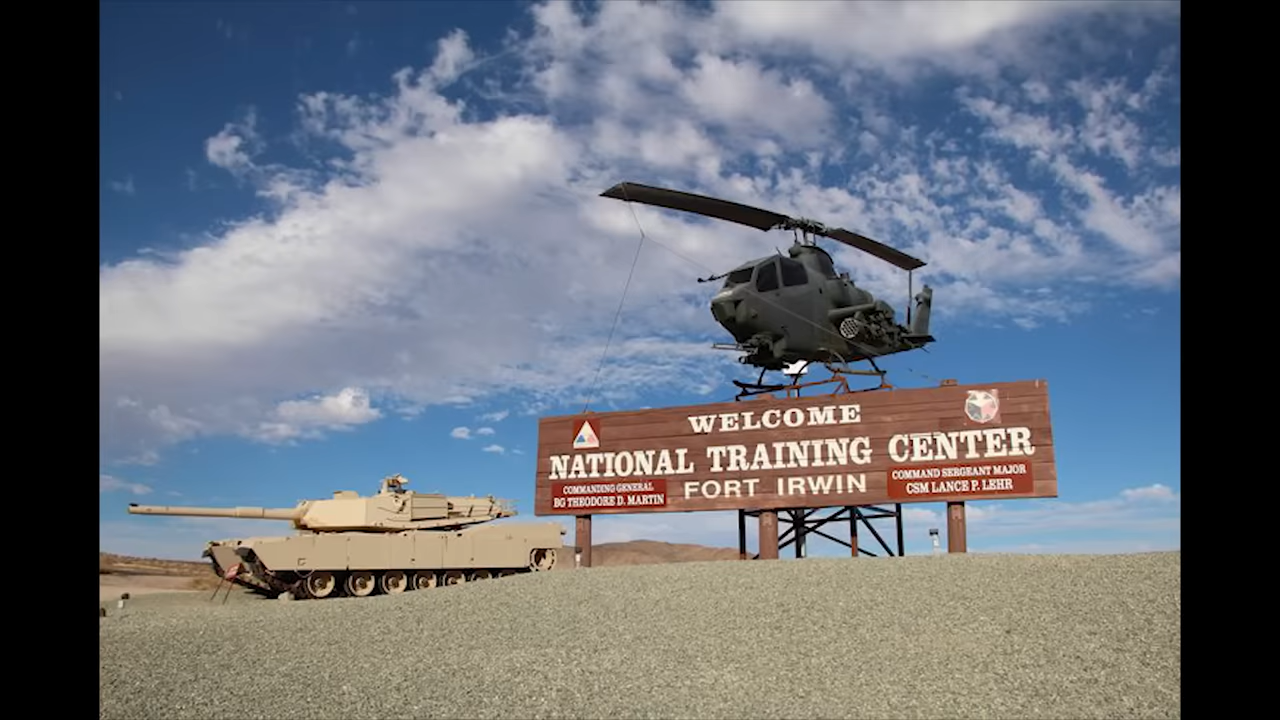 WELCOME
NATIONAL TRAINING CENTER
FORT IRWIN
COMMANDING GENERAL
BG THEODORE D. MARTIN
COMMAND SERGEANT MAJOR
CSM LANCE P. LEHR